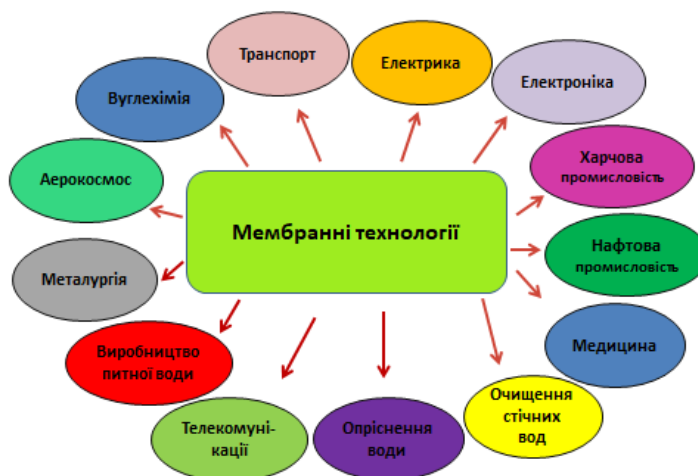 Транспорт
Електрика
Електроніка
Вуглехімія
Харчова
промисловість
Аерокосмос
Мембранні технології
Нафтова
промисловість
Металургія
Медицина
Виробництво
питної води
Очищення
стічних
вод
Телекомуні-
кації
Опріснення
води